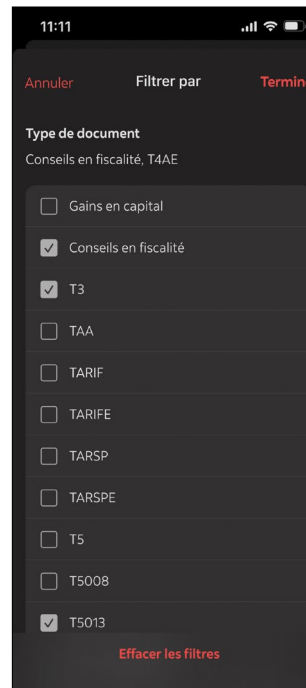 11:11
Annuler Filtrer par Termin
Type de document
Conseils en fiscalité, T4AE
Gains en capital
Conseils en fiscalité
T3
TAA
TARIF
TARIFE
TARSP
TARSPE
T5
T5008
T5013
Effacer les filtres